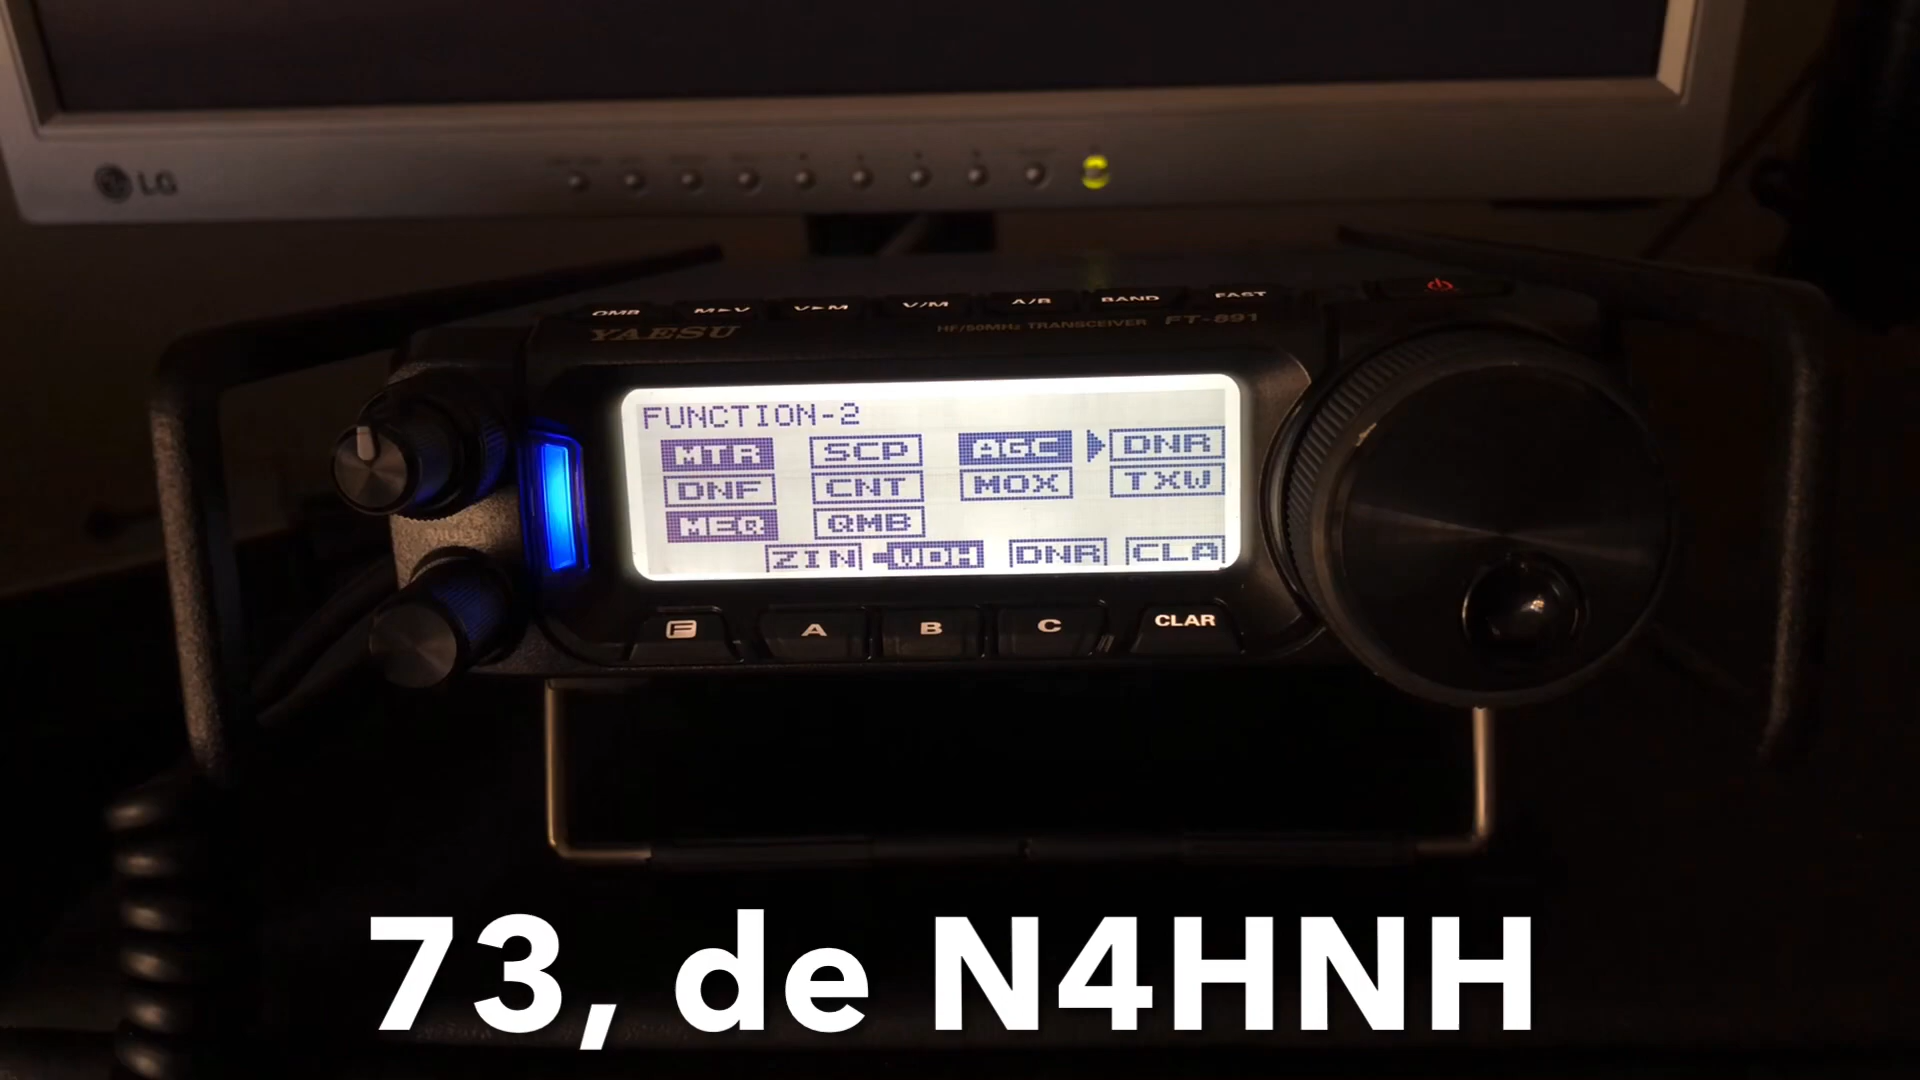 LG
QMB M►V V►M V/M A/B BAND FAST
YAESU HF/50MHz TRANSCEIVER FT-891
FUNCTION-2
MTR SCP AGC DNR
DNF CNT MOX TXW
MEQ QMB
ZIN WDH DNR CLA
F A B C CLAR
73, de N4HNH